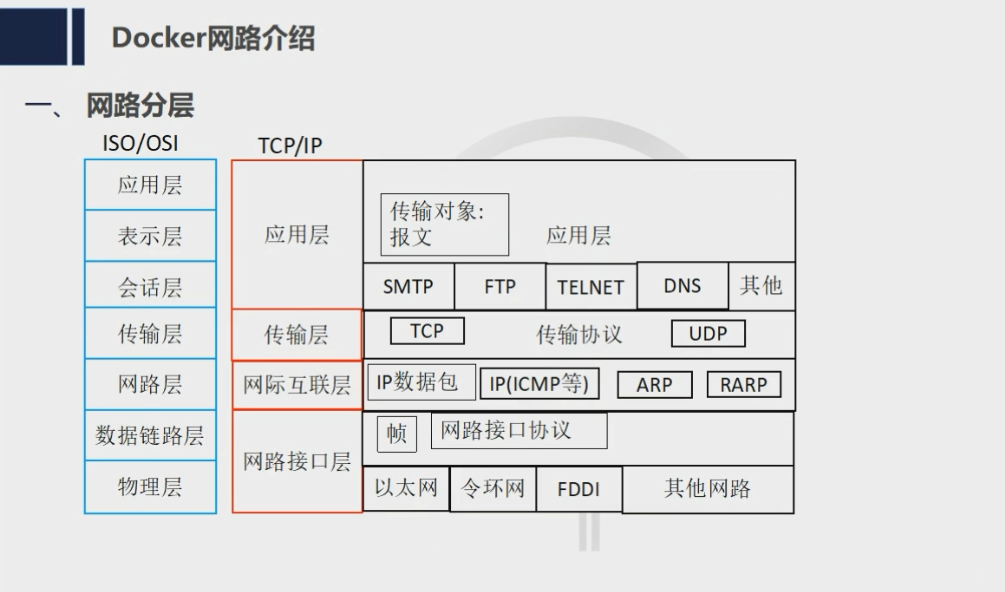 Docker网路介绍
一、 网路分层
ISO/OSI
TCP/IP
应用层
表示层
会话层
传输层
网路层
数据链路层
物理层
应用层
传输层
网际互联层
网路接口层
传输对象:
报文
应用层
SMTP FTP TELNET DNS 其他
TCP 传输协议 UDP
IP数据包 IP(ICMP等) ARP RARP
帧 网路接口协议
以太网 令环网 FDDI 其他网路